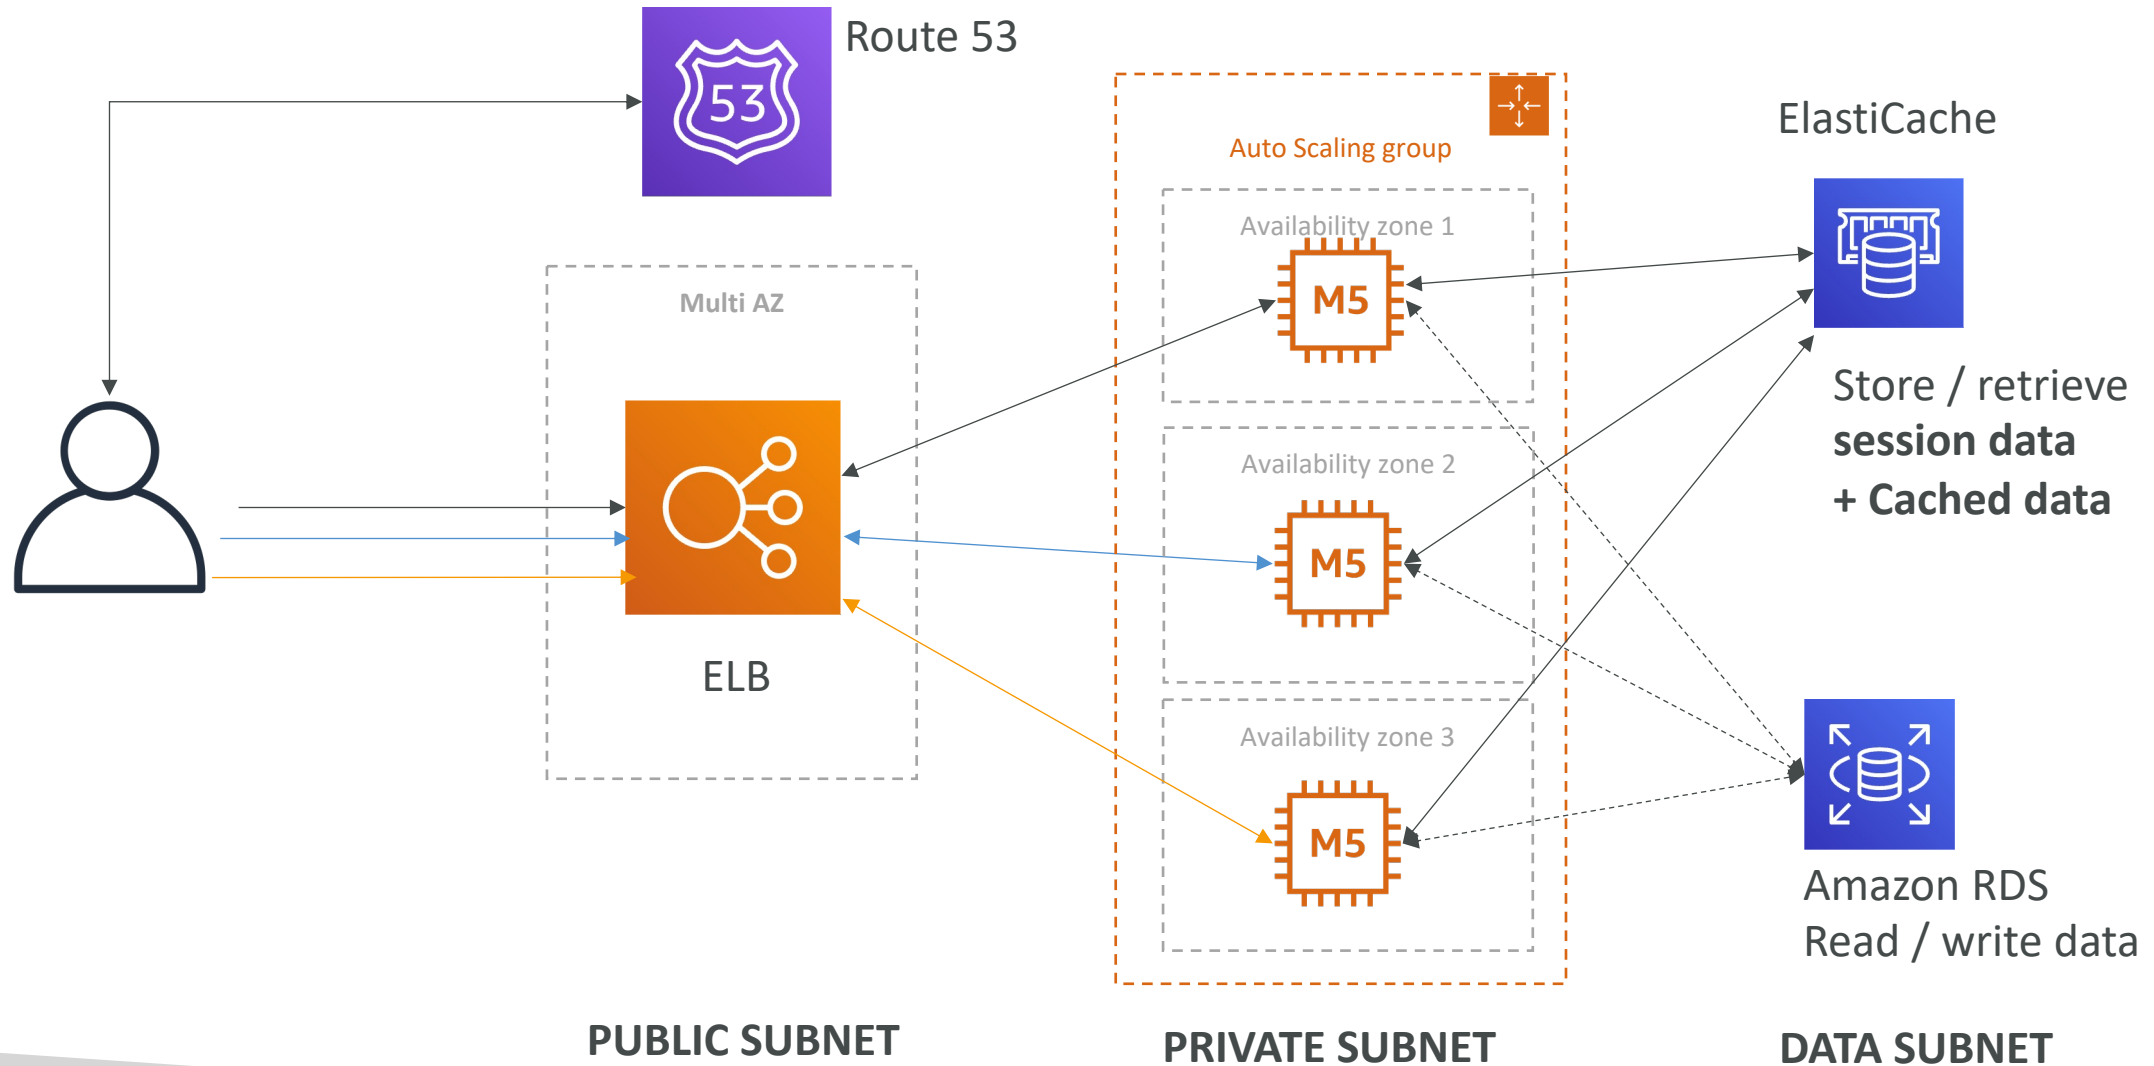 Route 53
53
Auto Scaling group
ElastiCache
Availability zone 1
M5
Multi AZ
Store / retrieve
session data
+ Cached data
Availability zone 2
M5
ELB
Availability zone 3
M5
Amazon RDS
Read / write data
PUBLIC SUBNET
PRIVATE SUBNET
DATA SUBNET